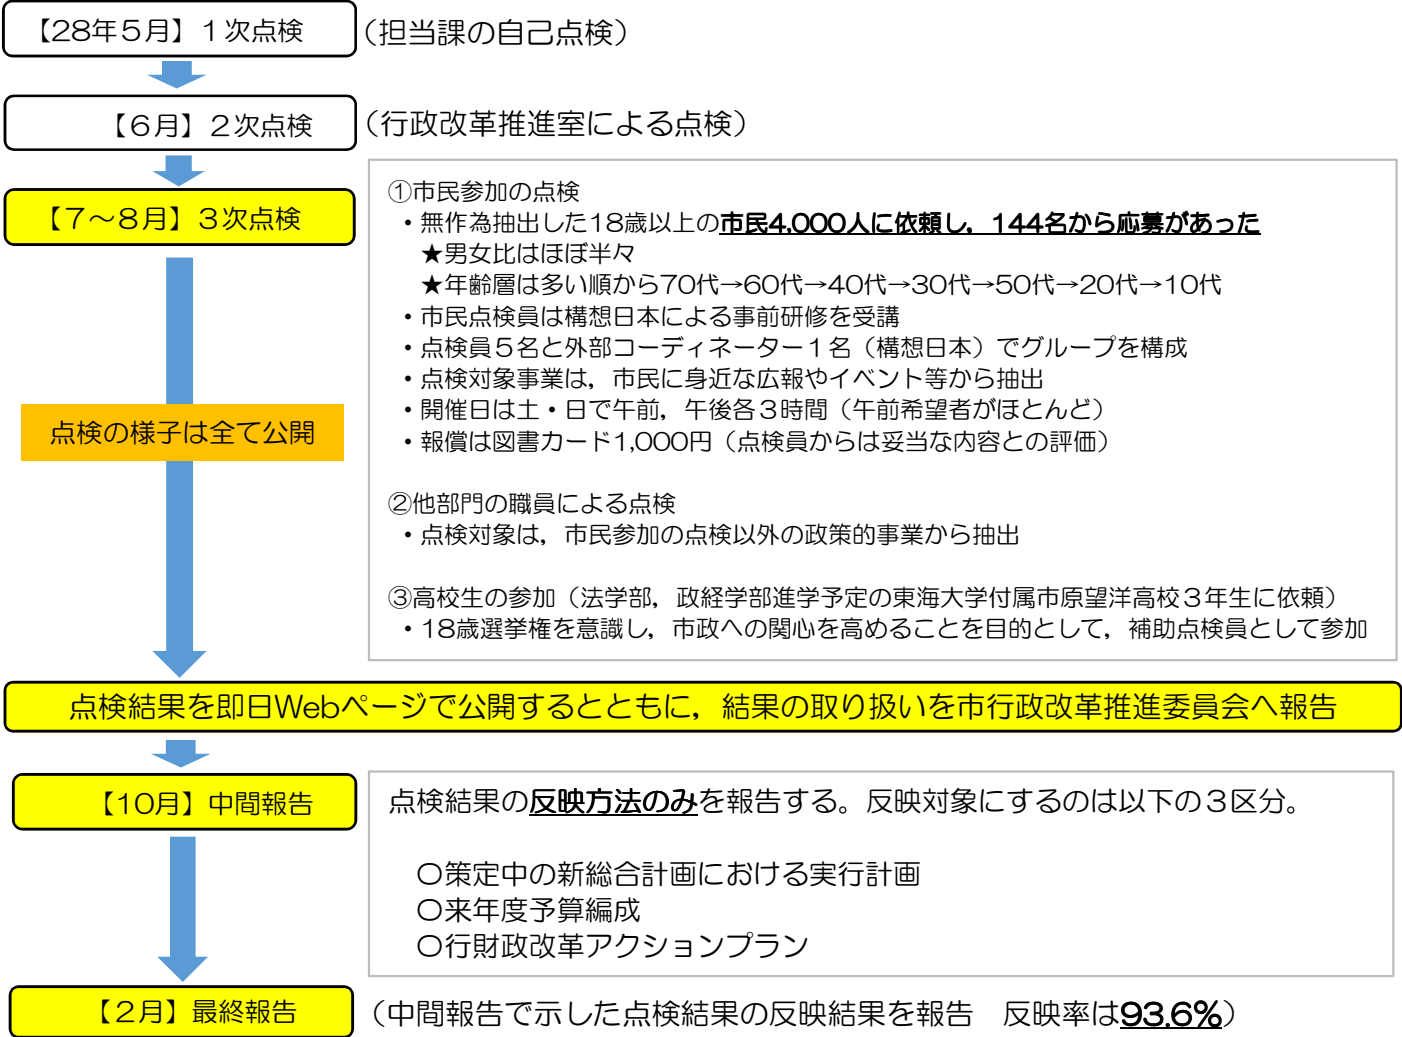 【28年５月】１次点検
（担当課の自己点検）
【６月】２次点検
（行政改革推進室による点検）
【７～８月】３次点検
①市民参加の点検
・無作為抽出した18歳以上の市民4,000人に依頼し，144名から応募があった
★男女比はほぼ半々
★年齢層は多い順から70代→60代→40代→30代→50代→20代→10代
・市民点検員は構想日本による事前研修を受講
・点検員５名と外部コーディネーター１名（構想日本）でグループを構成
・点検対象事業は，市民に身近な広報やイベント等から抽出
・開催日は土・日で午前，午後各３時間（午前希望者がほとんど）
・報償は図書カード1,000円（点検員からは妥当な内容との評価）
点検の様子は全て公開
②他部門の職員による点検
・点検対象は，市民参加の点検以外の政策的事業から抽出
③高校生の参加（法学部，政経学部進学予定の東海大学付属市原望洋高校３年生に依頼）
・18歳選挙権を意識し，市政への関心を高めることを目的として，補助点検員として参加
点検結果を即日Webページで公開するとともに，結果の取り扱いを市行政改革推進委員会へ報告
【10月】中間報告
点検結果の反映方法のみを報告する。反映対象にするのは以下の３区分。
○策定中の新総合計画における実行計画
○来年度予算編成
○行財政改革アクションプラン
【２月】最終報告
（中間報告で示した点検結果の反映結果を報告　反映率は93.6%）